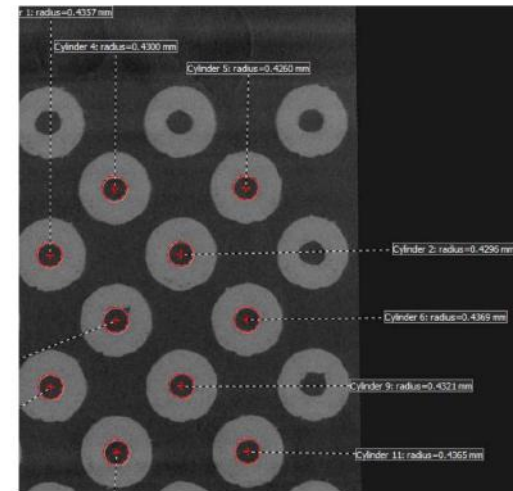 r 1: radius=0.4357 mm
Cylinder 4: radius=0.4300 mm
Cylinder 5: radius=0.4260 mm
Cylinder 2: radius=0.4296 mm
Cylinder 6: radius=0.4369 mm
Cylinder 9: radius=0.4321 mm
Cylinder 11: radius=0.4365 mm